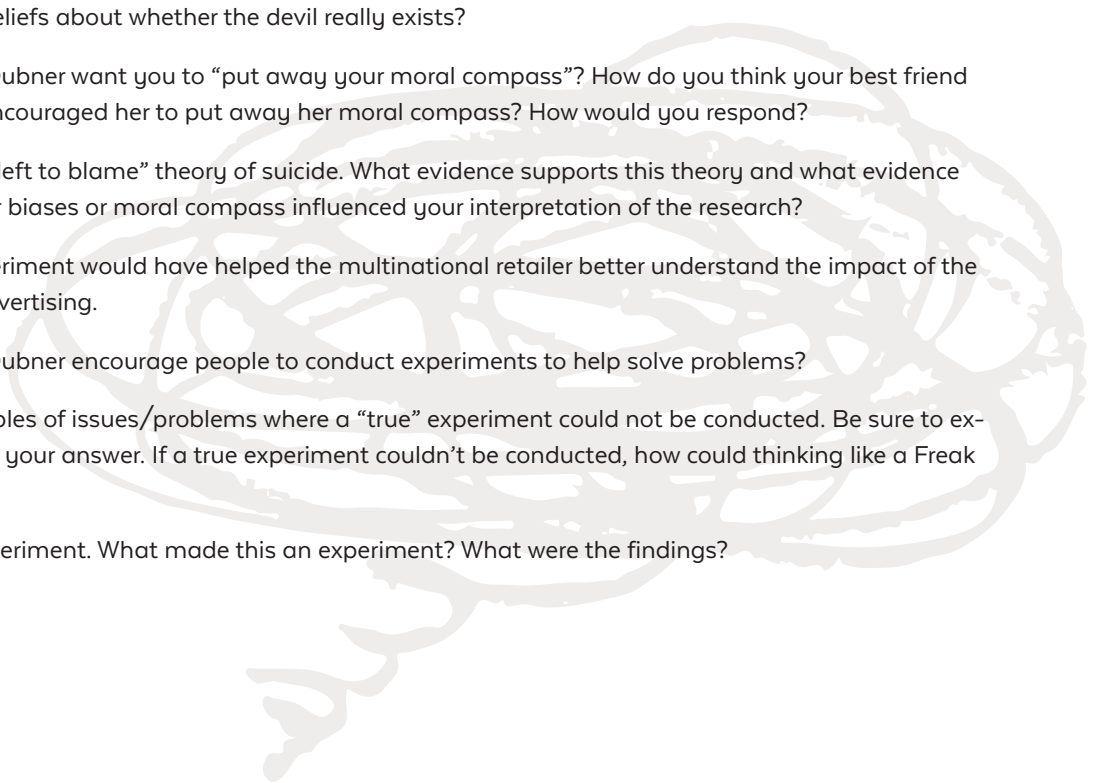 eliefs about whether the devil really exists?
ubner want you to “put away your moral compass”? How do you think your best friend
ncouraged her to put away her moral compass? How would you respond?
left to blame” theory of suicide. What evidence supports this theory and what evidence
r biases or moral compass influenced your interpretation of the research?
eriment would have helped the multinational retailer better understand the impact of the
vertising.
ubner encourage people to conduct experiments to help solve problems?
ples of issues/problems where a “true” experiment could not be conducted. Be sure to ex-
your answer. If a true experiment couldn’t be conducted, how could thinking like a Freak
eriment. What made this an experiment? What were the findings?